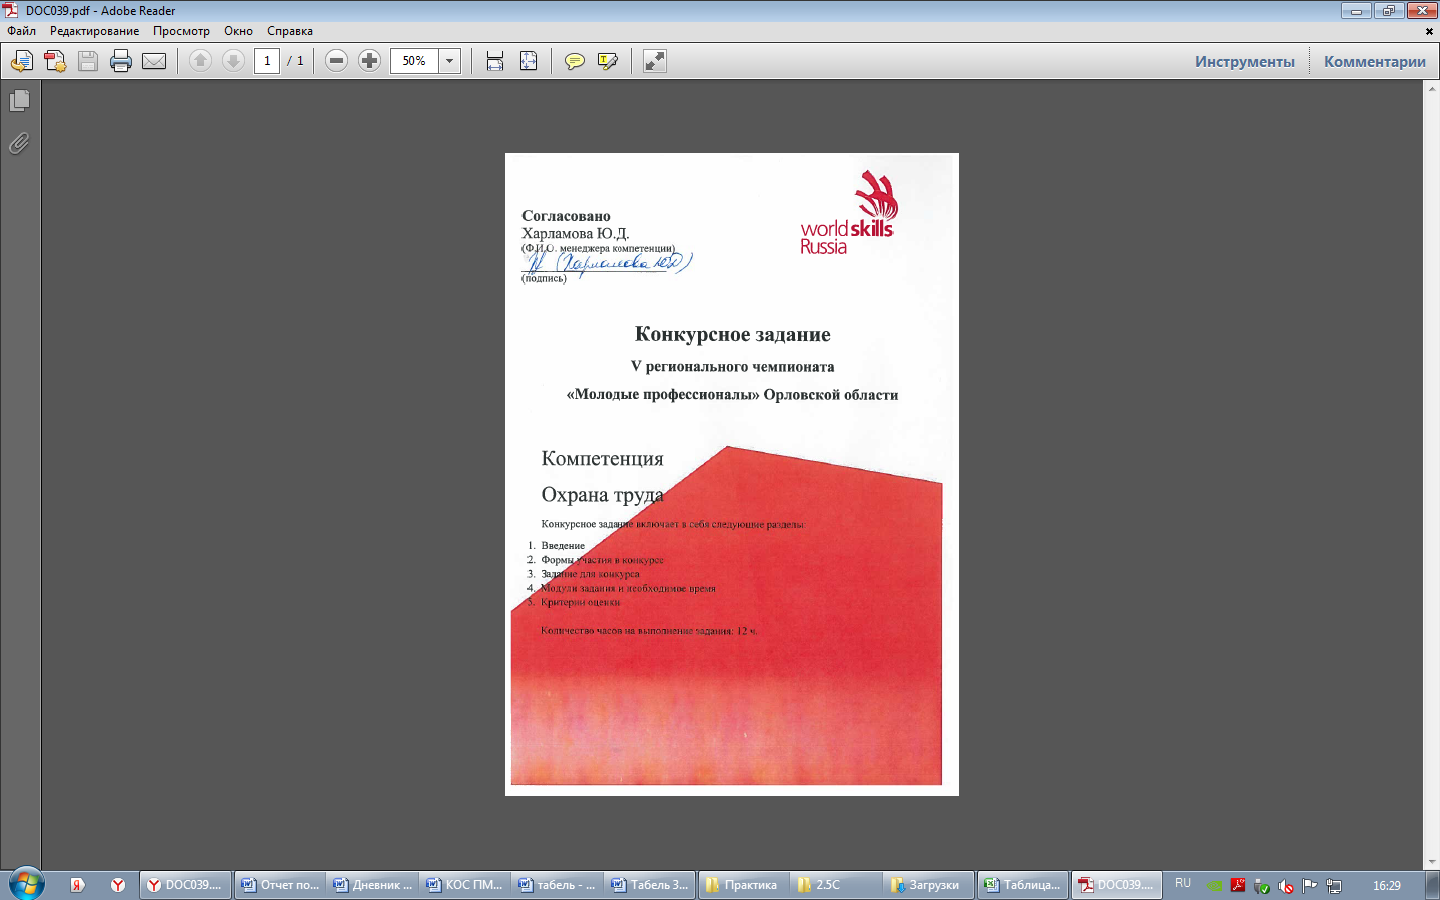 DOC039.pdf - Adobe Reader
Файл Редактирование Просмотр Окно Справка
1 / 1 50% Инструменты Комментарии
Согласовано
Харламова Ю.Д.
(Ф.И.О. менеджера компетенции)
(Харламова Ю.Д)
(подпись)
world skills
Russia
Конкурсное задание
V регионального чемпионата
«Молодые профессионалы» Орловской области
Компетенция
Охрана труда
Конкурсное задание включает в себя следующие разделы:
1. Введение
2. Формы участия в конкурсе
3. Задание для конкурса
4. Модули задания и необходимое время
5. Критерии оценки
Количество часов на выполнение задания: 12 ч.
DOC039.... Отчет по... Дневник ... КОС ПМ... табель - ... Табель 3... Практика 2.5С Загрузки Таблица... DOC039.... RU 16:29